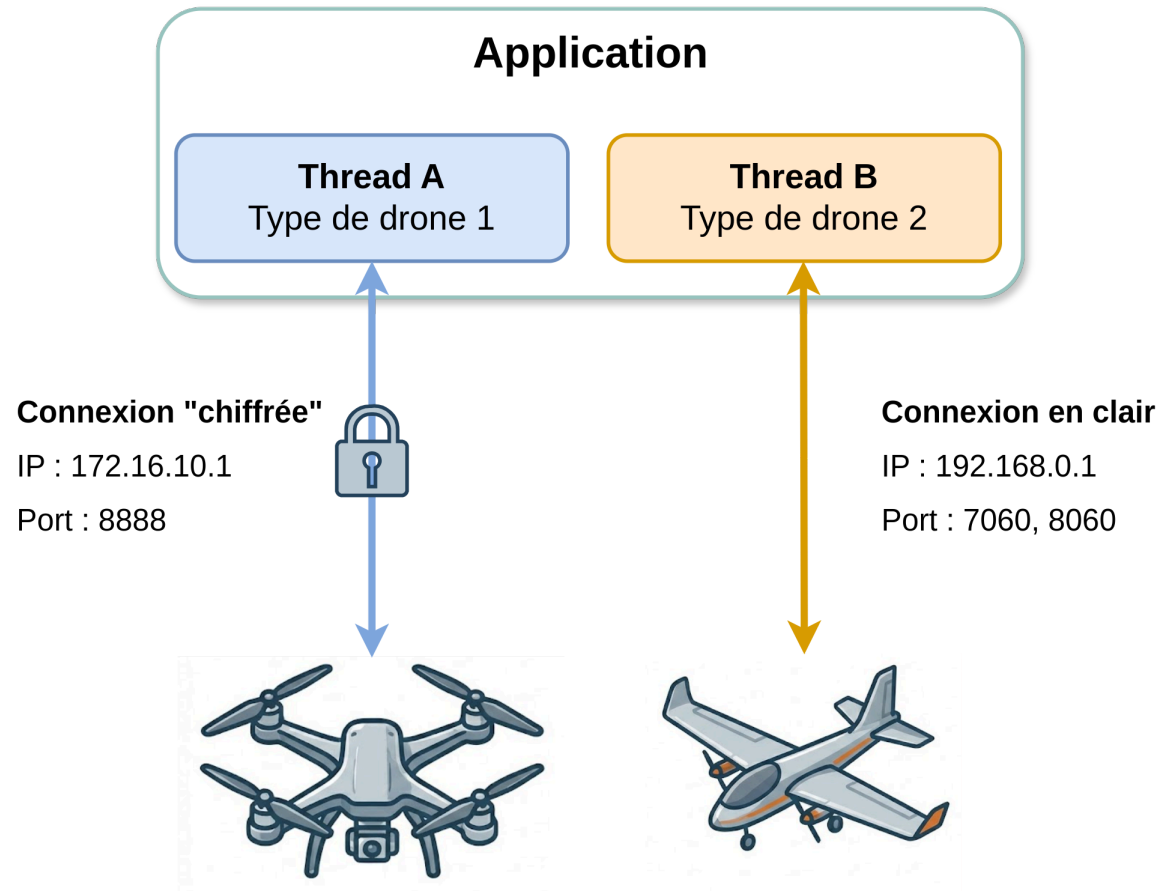 Application
Thread A
Type de drone 1
Thread B
Type de drone 2
Connexion "chiffrée"
IP : 172.16.10.1
Port : 8888
Connexion en clair
IP : 192.168.0.1
Port : 7060, 8060